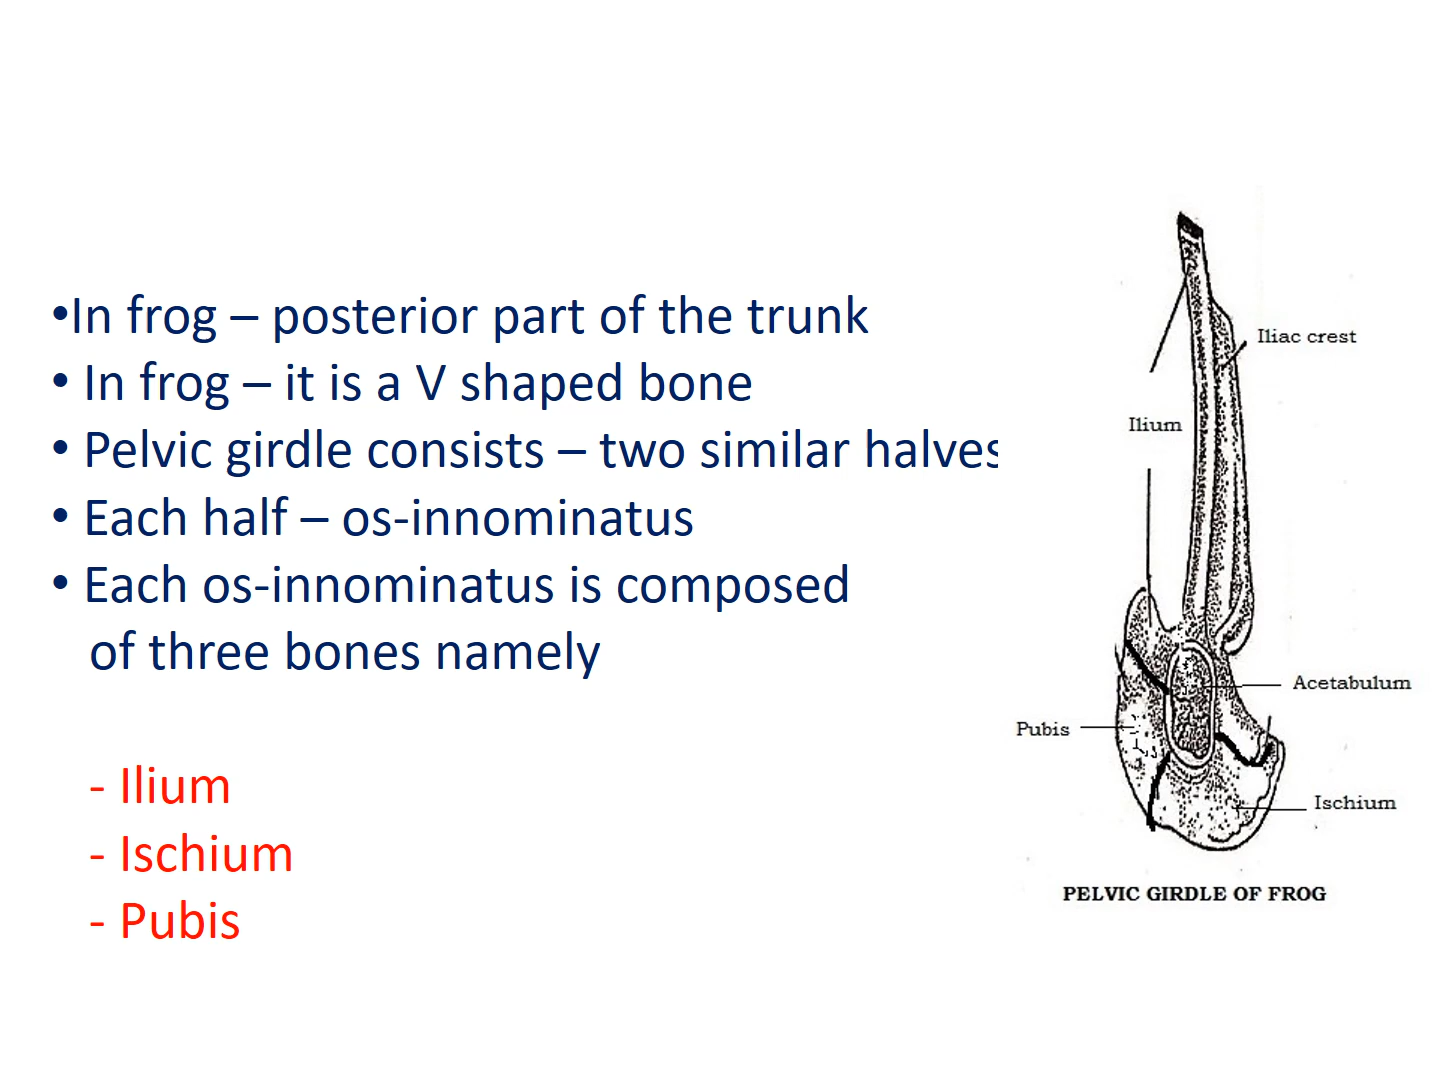 •In frog – posterior part of the trunk
• In frog – it is a V shaped bone
• Pelvic girdle consists – two similar halves
• Each half – os-innominatus
• Each os-innominatus is composed
of three bones namely
- Ilium
- Ischium
- Pubis
Iliac crest
Ilium
Acetabulum
Pubis
Ischium
PELVIC GIRDLE OF FROG